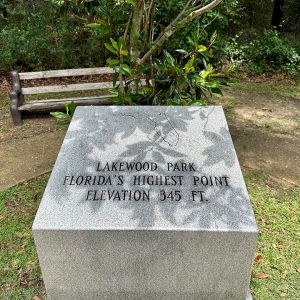 LAKEWOOD PARK
FLORIDA'S HIGHEST POINT
ELEVATION 345 FT.